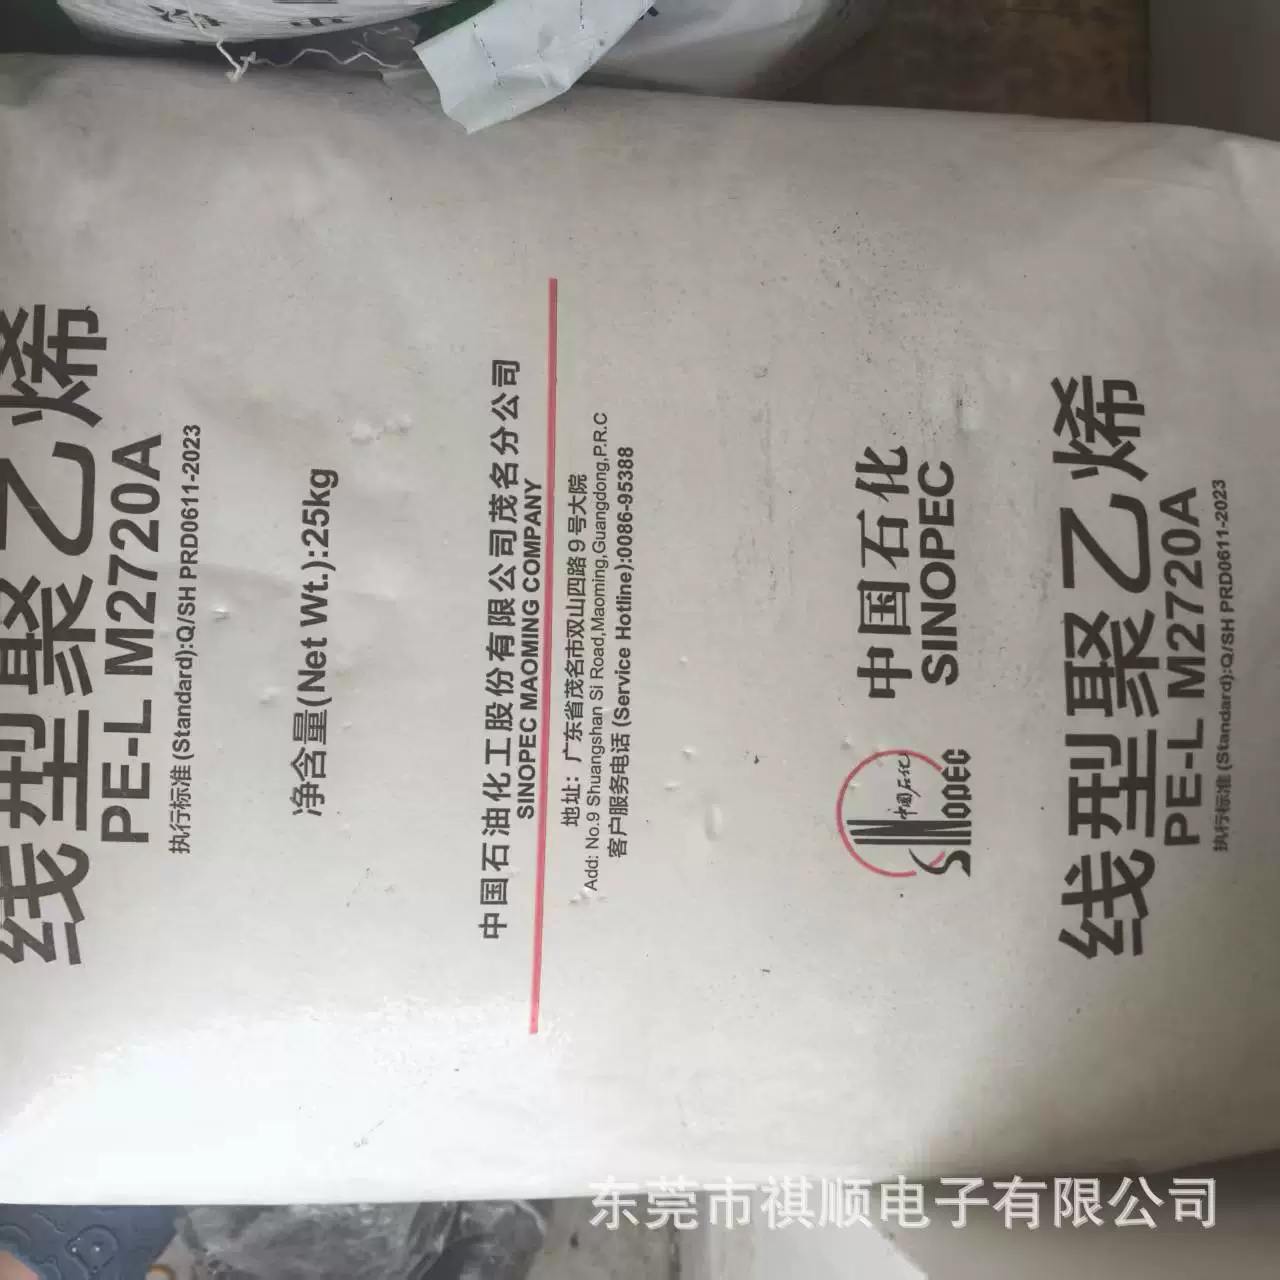 线型聚乙烯
PE-L M2720A
执行标准 (Standard):Q/SH PRD0611-2023
净含量(Net Wt.):25kg
中国石油化工股份有限公司茂名分公司
SINOPEC MAOMING COMPANY
地址：广东省茂名市双山四路9号大院
Add: No.9 Shuangshan Si Road,Maoming,Guangdong,P.R.C
客户服务电话 (Service Hotline):0086-95388
中国石化
SINOPEC
中国石化
SINOPEC
线型聚乙烯
PE-L M2720A
执行标准 (Standard):Q/SH PRD0611-2023
东莞市祺顺电子有限公司